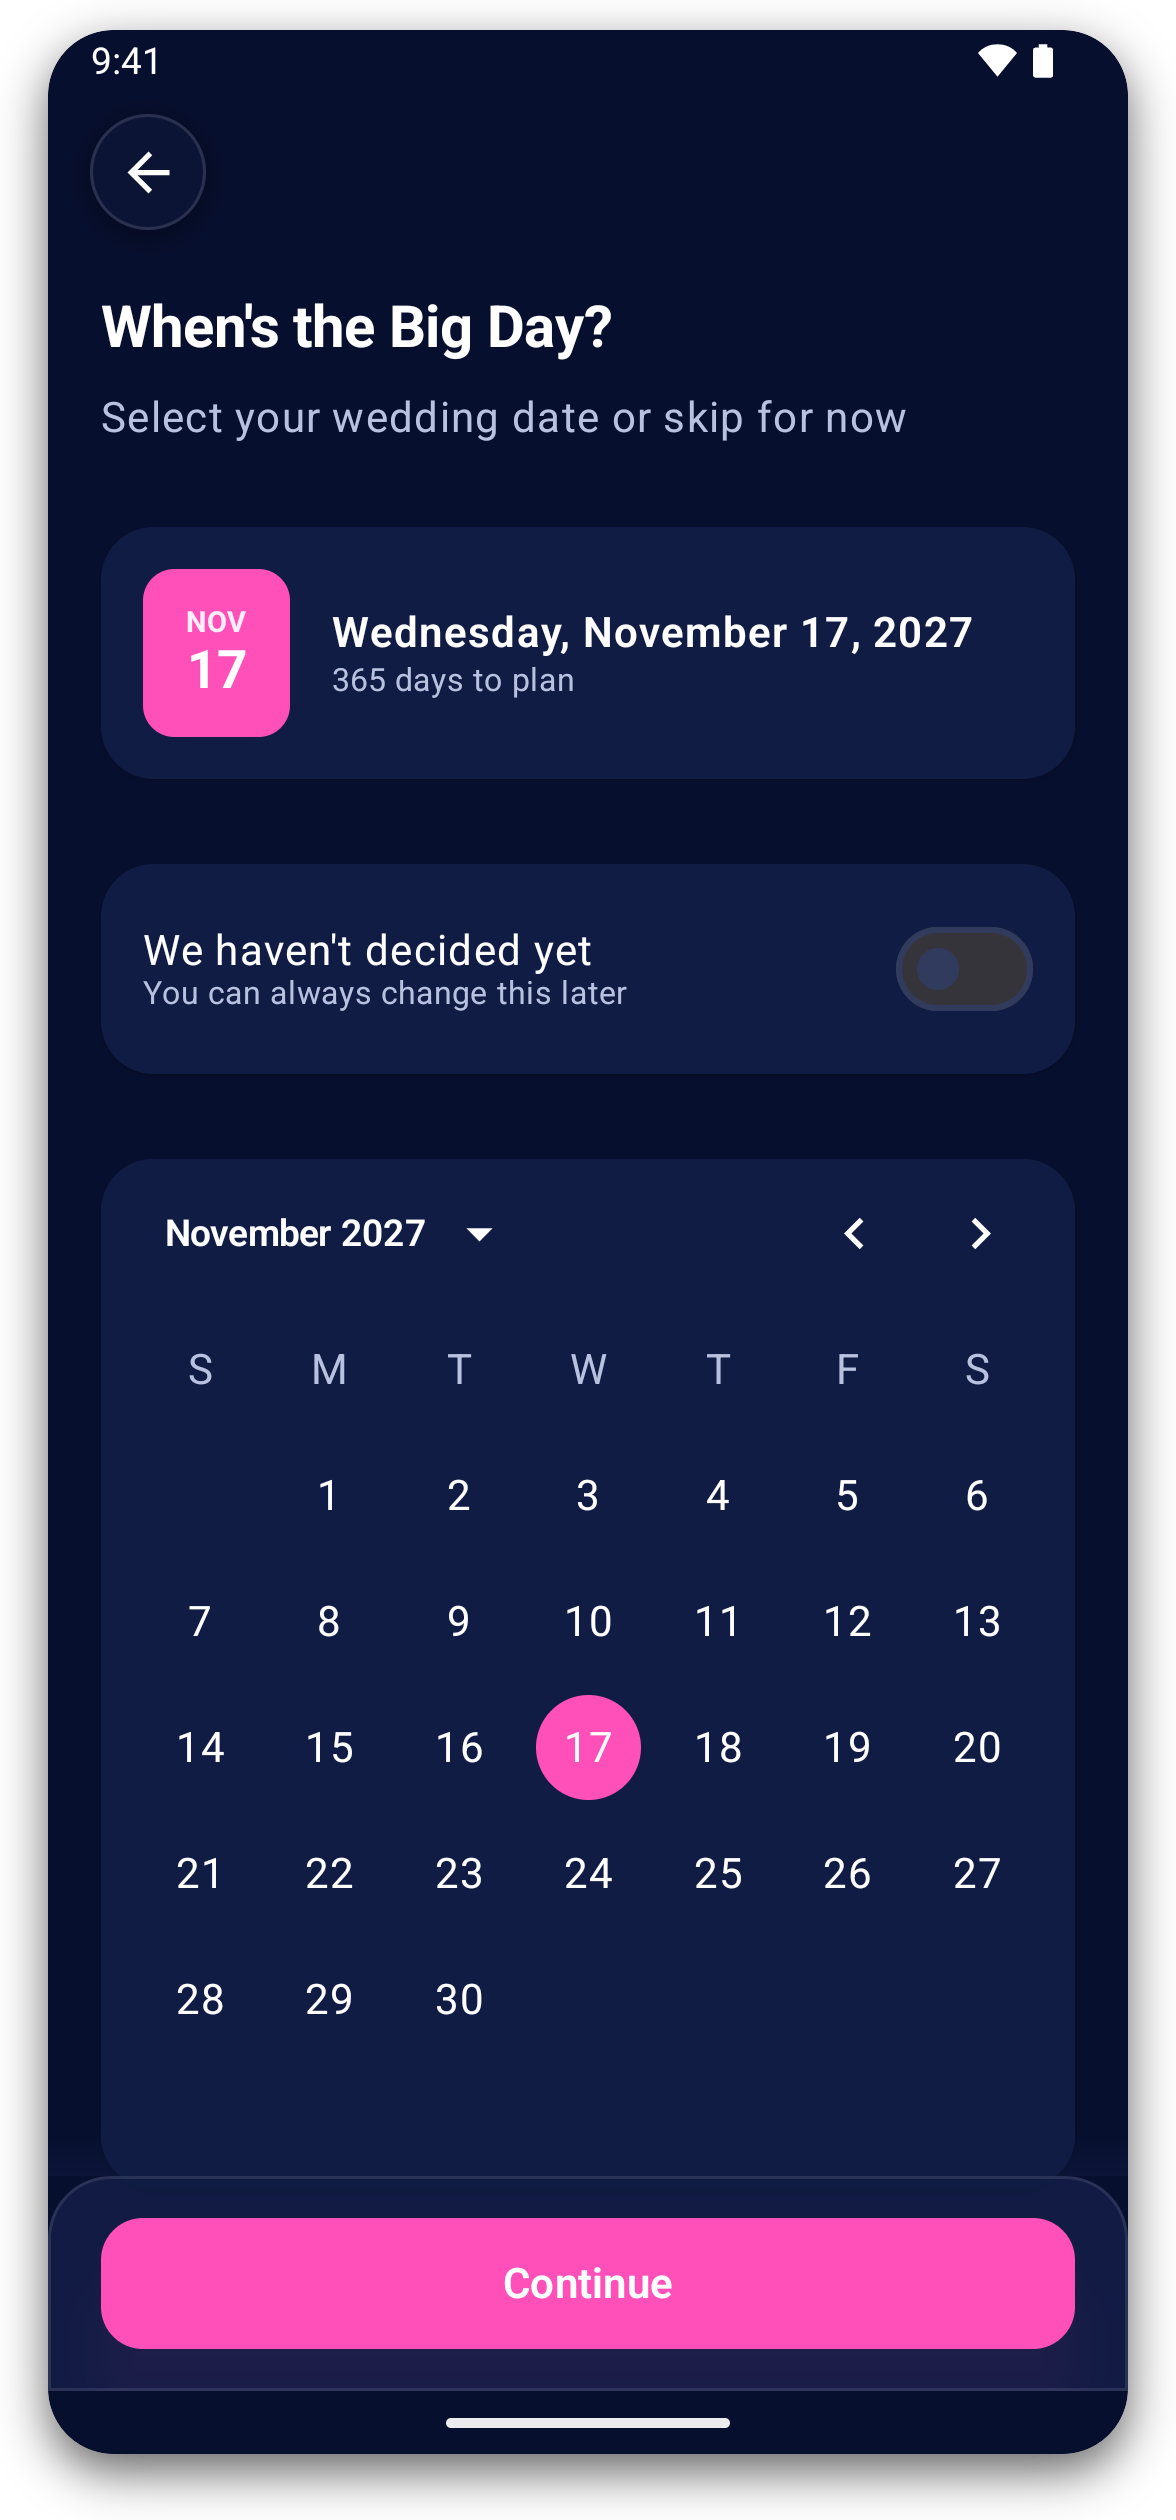 9:41
When's the Big Day?
Select your wedding date or skip for now
NOV
17
Wednesday, November 17, 2027
365 days to plan
We haven't decided yet
You can always change this later
November 2027
S M T W T F S
1 2 3 4 5 6
7 8 9 10 11 12 13
14 15 16 17 18 19 20
21 22 23 24 25 26 27
28 29 30
Continue